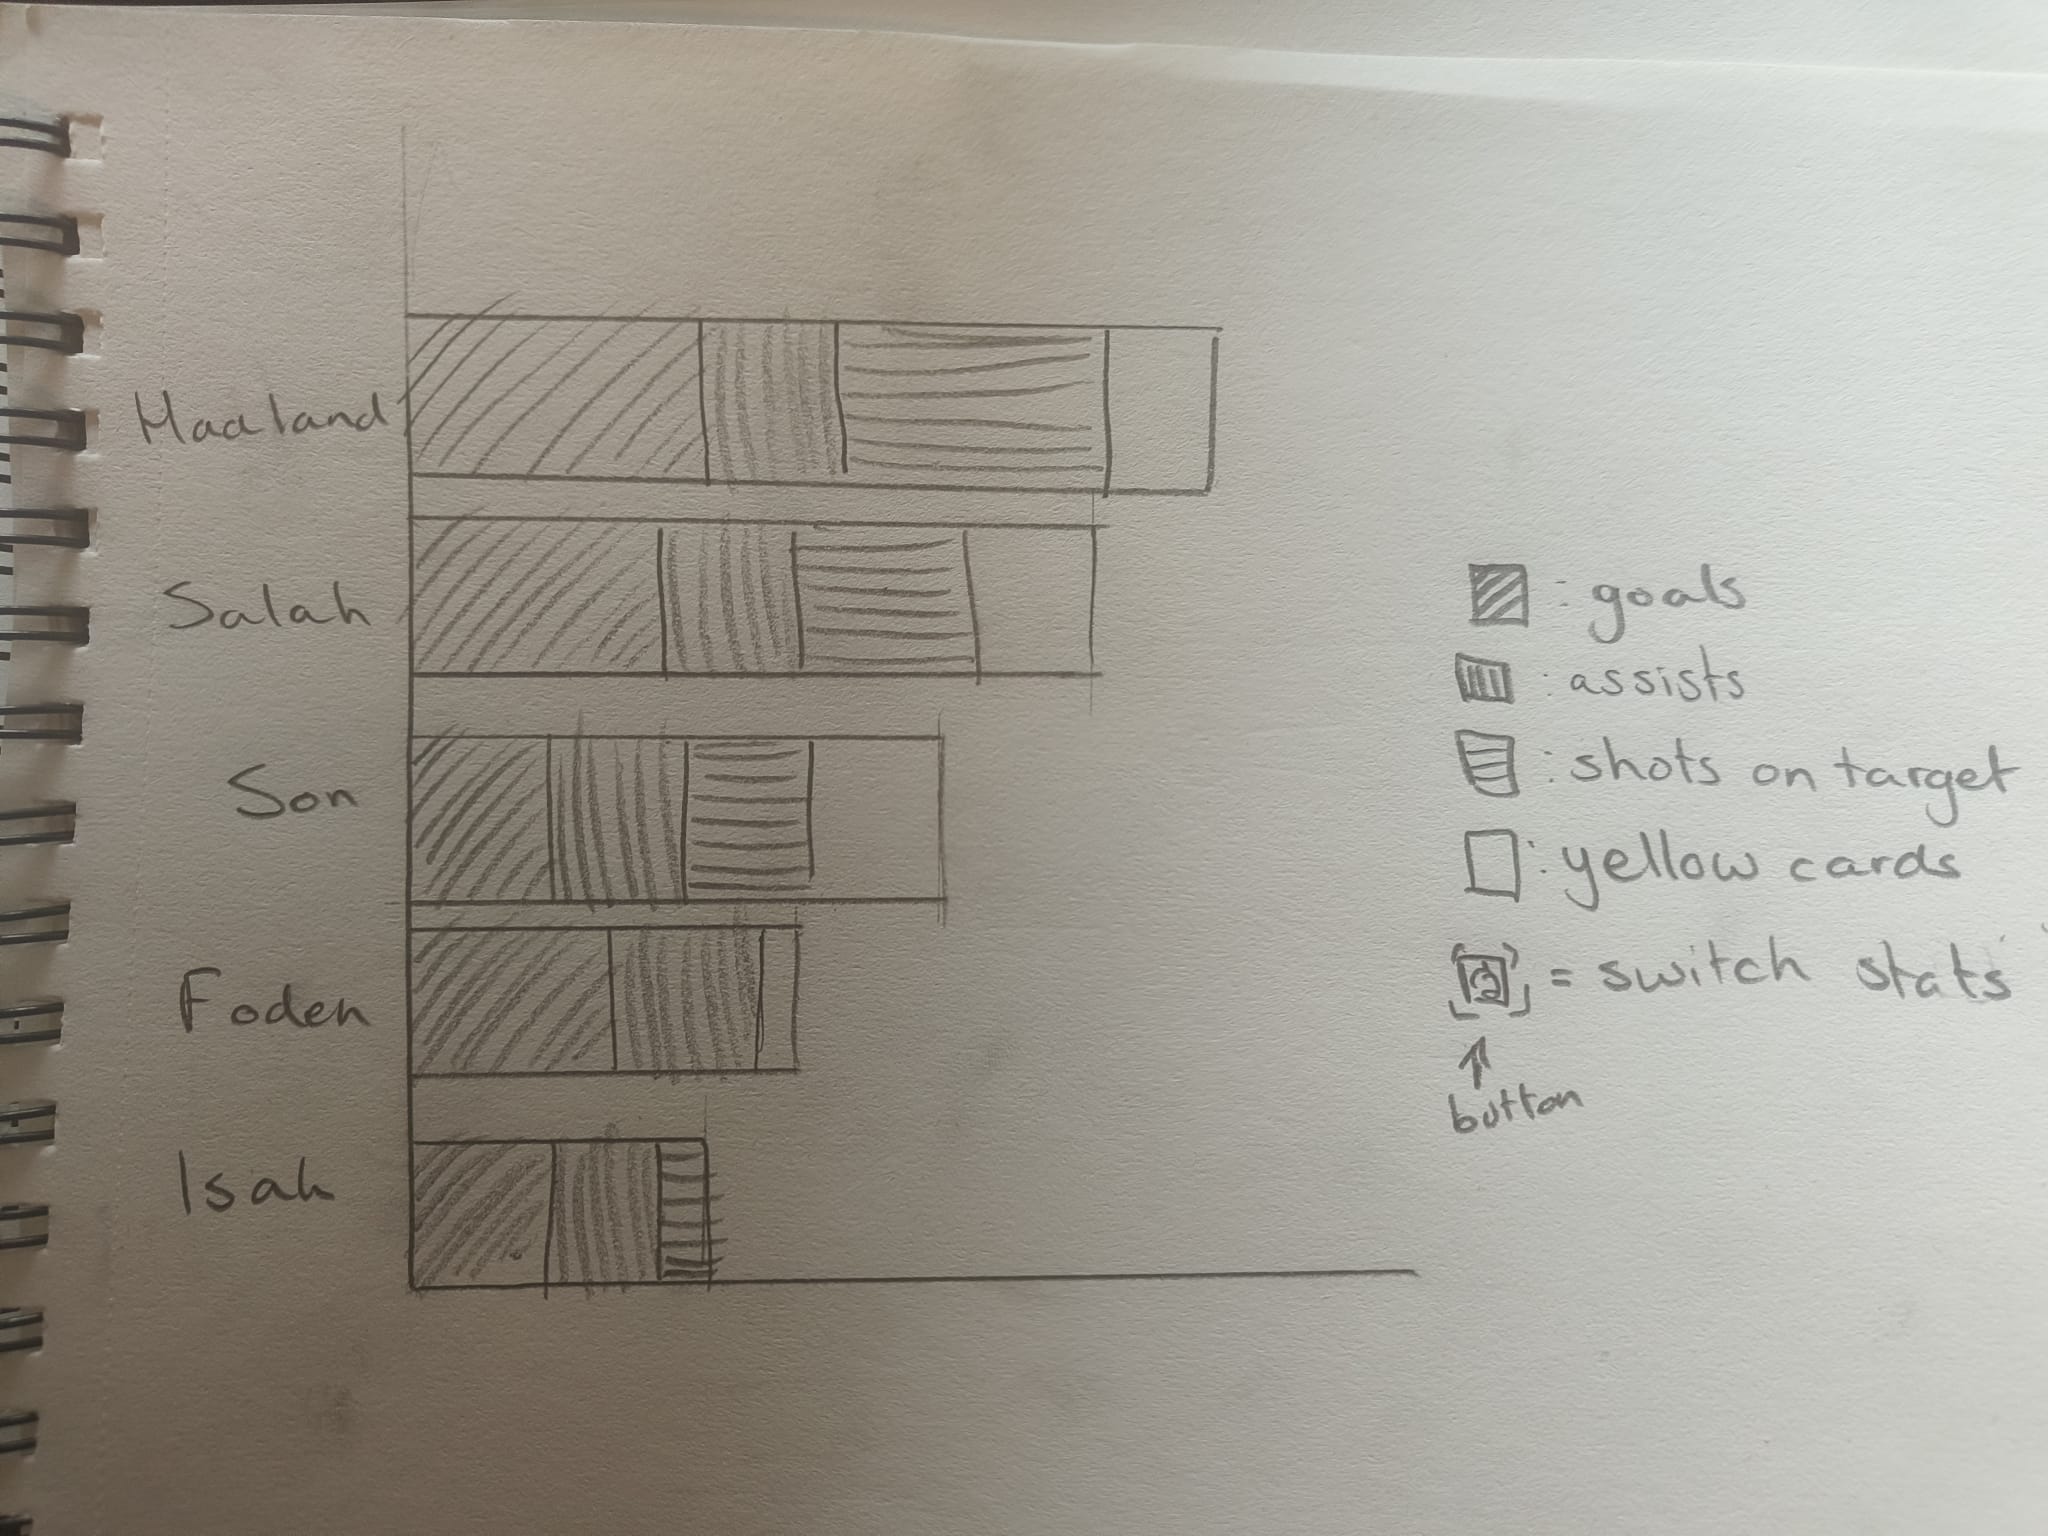 Haaland
Salah
Son
Foden
Isak
: goals
: assists
: shots on target
: yellow cards
= switch stats
button